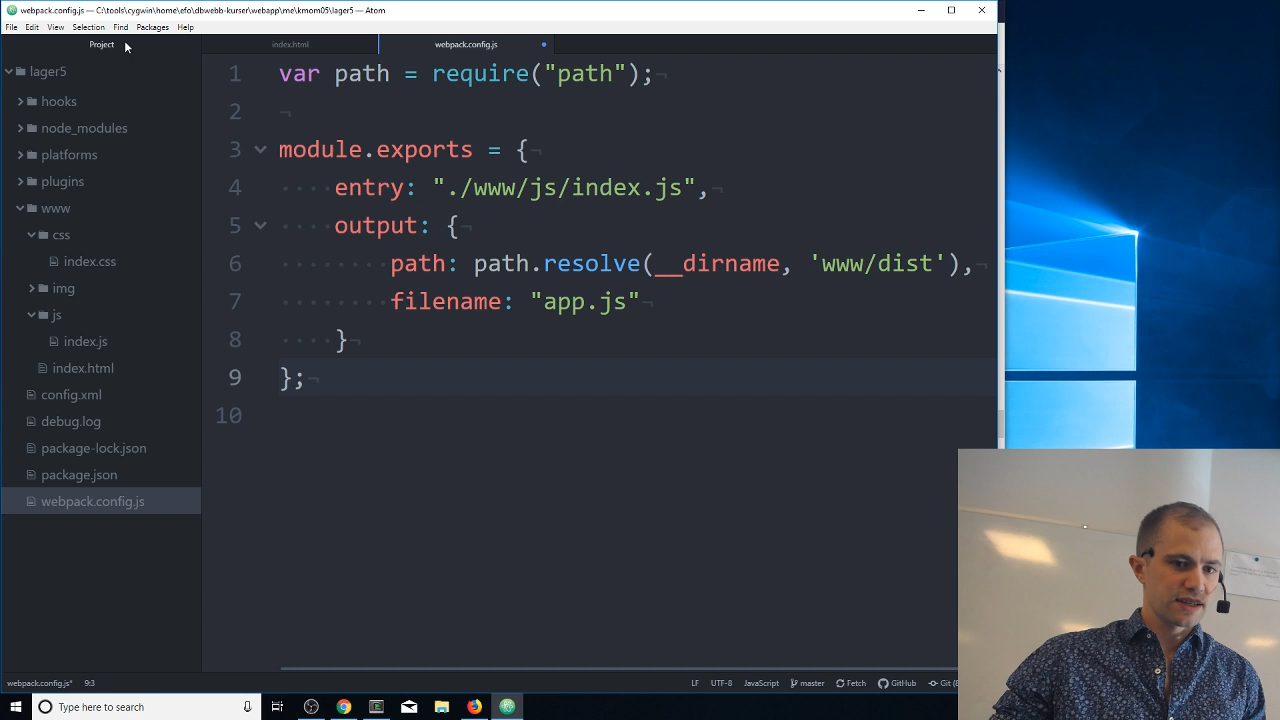 webpack.config.js — C:\tools\cygwin\home\efo\dbwebb-kurser\webapp\me\kmom05\lager5 — Atom
File Edit View Selection Find Packages Help
Project
index.html
webpack.config.js
lager5
hooks
node_modules
platforms
plugins
www
css
index.css
img
js
index.js
index.html
config.xml
debug.log
package-lock.json
package.json
webpack.config.js
1 var path = require("path");¬
2 ¬
3 module.exports = {¬
4 ····entry: "./www/js/index.js",¬
5 ····output: {¬
6 ········path: path.resolve(__dirname, 'www/dist'),¬
7 ········filename: "app.js"¬
8 ····}¬
9 };¬
10
webpack.config.js* 9:3 LF UTF-8 JavaScript master Fetch GitHub Git
Type here to search